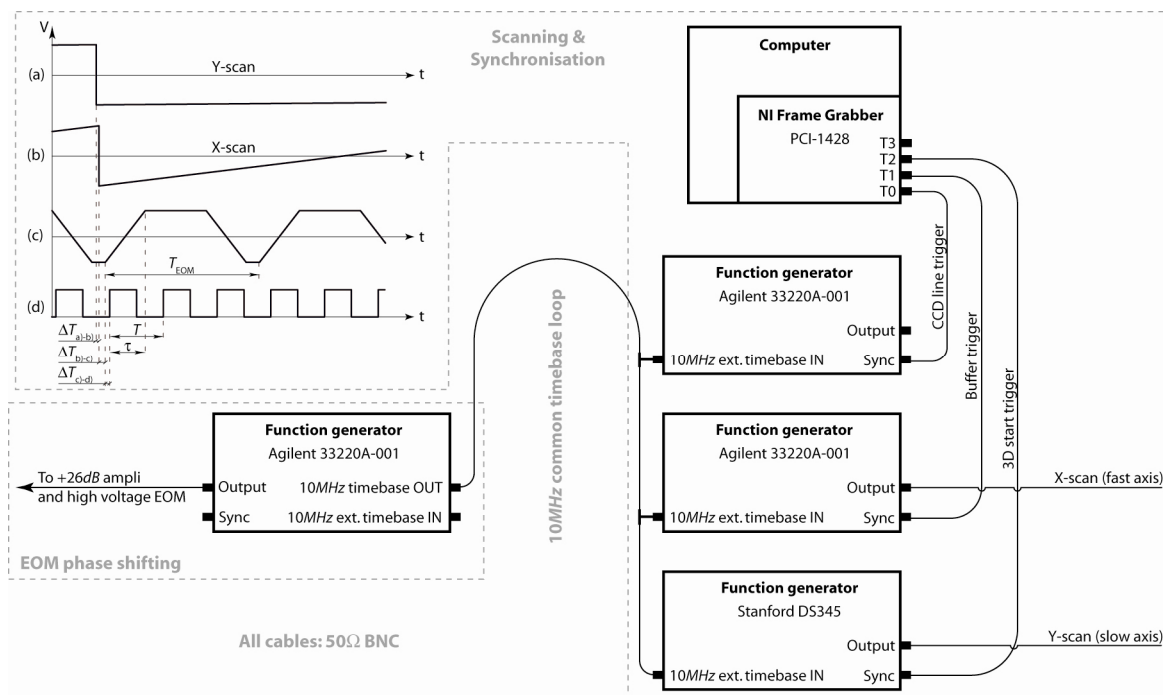 V
(a)
Y-scan
t
(b)
X-scan
t
(c)
t
T_EOM
(d)
t
ΔT_a)-b)
T
ΔT_b)-c)
τ
ΔT_c)-d)
Scanning &
Synchronisation
Computer
NI Frame Grabber
PCI-1428
T3
T2
T1
T0
CCD line trigger
Buffer trigger
3D start trigger
Function generator
Agilent 33220A-001
Output
10MHz ext. timebase IN
Sync
10MHz common timebase loop
Function generator
Agilent 33220A-001
Output
10MHz ext. timebase IN
Sync
X-scan (fast axis)
Function generator
Stanford DS345
Output
10MHz ext. timebase IN
Sync
Y-scan (slow axis)
Function generator
Agilent 33220A-001
To +26dB ampli
and high voltage EOM
Output
10MHz timebase OUT
Sync
10MHz ext. timebase IN
EOM phase shifting
All cables: 50Ω BNC